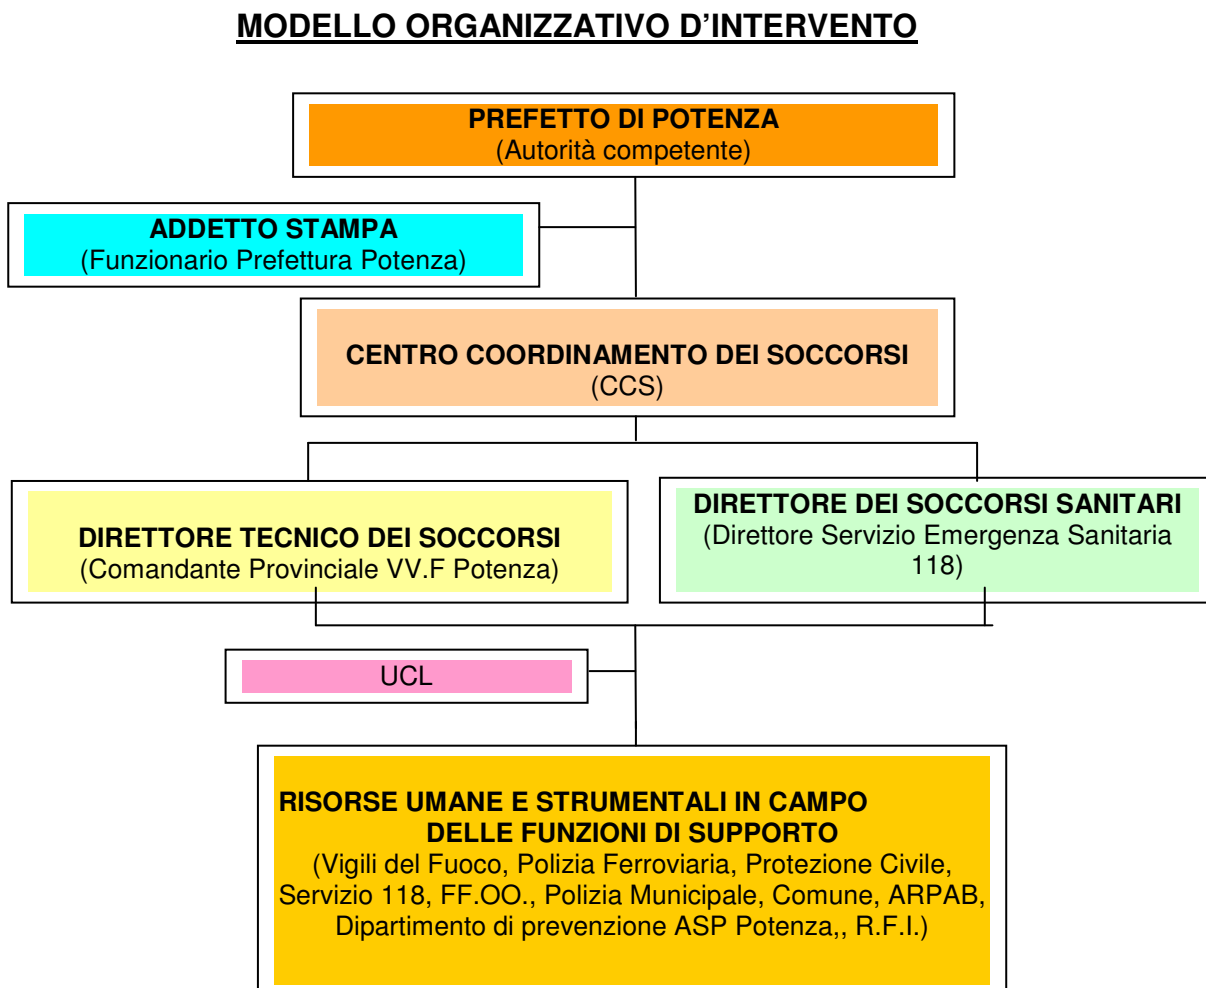 MODELLO ORGANIZZATIVO D'INTERVENTO
PREFETTO DI POTENZA
(Autorità competente)
ADDETTO STAMPA
(Funzionario Prefettura Potenza)
CENTRO COORDINAMENTO DEI SOCCORSI
(CCS)
DIRETTORE TECNICO DEI SOCCORSI
(Comandante Provinciale VV.F Potenza)
DIRETTORE DEI SOCCORSI SANITARI
(Direttore Servizio Emergenza Sanitaria
118)
UCL
RISORSE UMANE E STRUMENTALI IN CAMPO
DELLE FUNZIONI DI SUPPORTO
(Vigili del Fuoco, Polizia Ferroviaria, Protezione Civile,
Servizio 118, FF.OO., Polizia Municipale, Comune, ARPAB,
Dipartimento di prevenzione ASP Potenza,, R.F.I.)